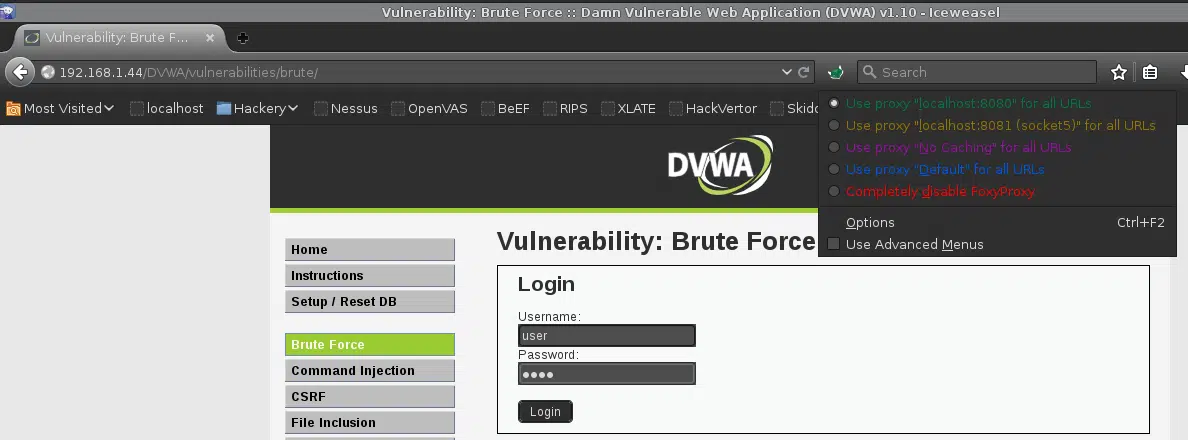 Vulnerability: Brute Force :: Damn Vulnerable Web Application (DVWA) v1.10 - Iceweasel
Vulnerability: Brute F...
192.168.1.44/DVWA/vulnerabilities/brute/
Search
Most Visited localhost Hackery Nessus OpenVAS BeEF RIPS XLATE HackVertor Skidd
Use proxy "localhost:8080" for all URLs
Use proxy "localhost:8081 (socket5)" for all URLs
Use proxy "No Caching" for all URLs
Use proxy "Default" for all URLs
Completely disable FoxyProxy
Options Ctrl+F2
Use Advanced Menus
DVWA
Home
Instructions
Setup / Reset DB
Brute Force
Command Injection
CSRF
File Inclusion
Vulnerability: Brute Force
Login
Username:
user
Password:
Login